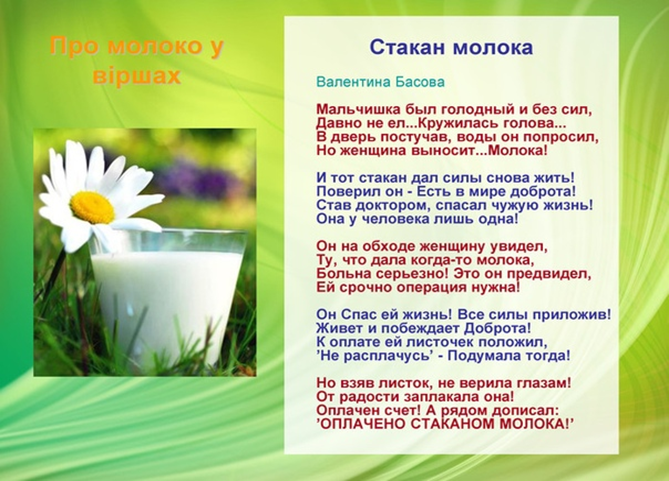 Про молоко у
віршах
Стакан молока
Валентина Басова
Мальчишка был голодный и без сил,
Давно не ел...Кружилась голова...
В дверь постучав, воды он попросил,
Но женщина выносит...Молока!
И тот стакан дал силы снова жить!
Поверил он - Есть в мире доброта!
Став доктором, спасал чужую жизнь!
Она у человека лишь одна!
Он на обходе женщину увидел,
Ту, что дала когда-то молока,
Больна серьезно! Это он предвидел,
Ей срочно операция нужна!
Он Спас ей жизнь! Все силы приложив!
Живет и побеждает Доброта!
К оплате ей листочек положил,
’Не расплачусь’ - Подумала тогда!
Но взяв листок, не верила глазам!
От радости заплакала она!
Оплачен счет! А рядом дописал:
’ОПЛАЧЕНО СТАКАНОМ МОЛОКА!’